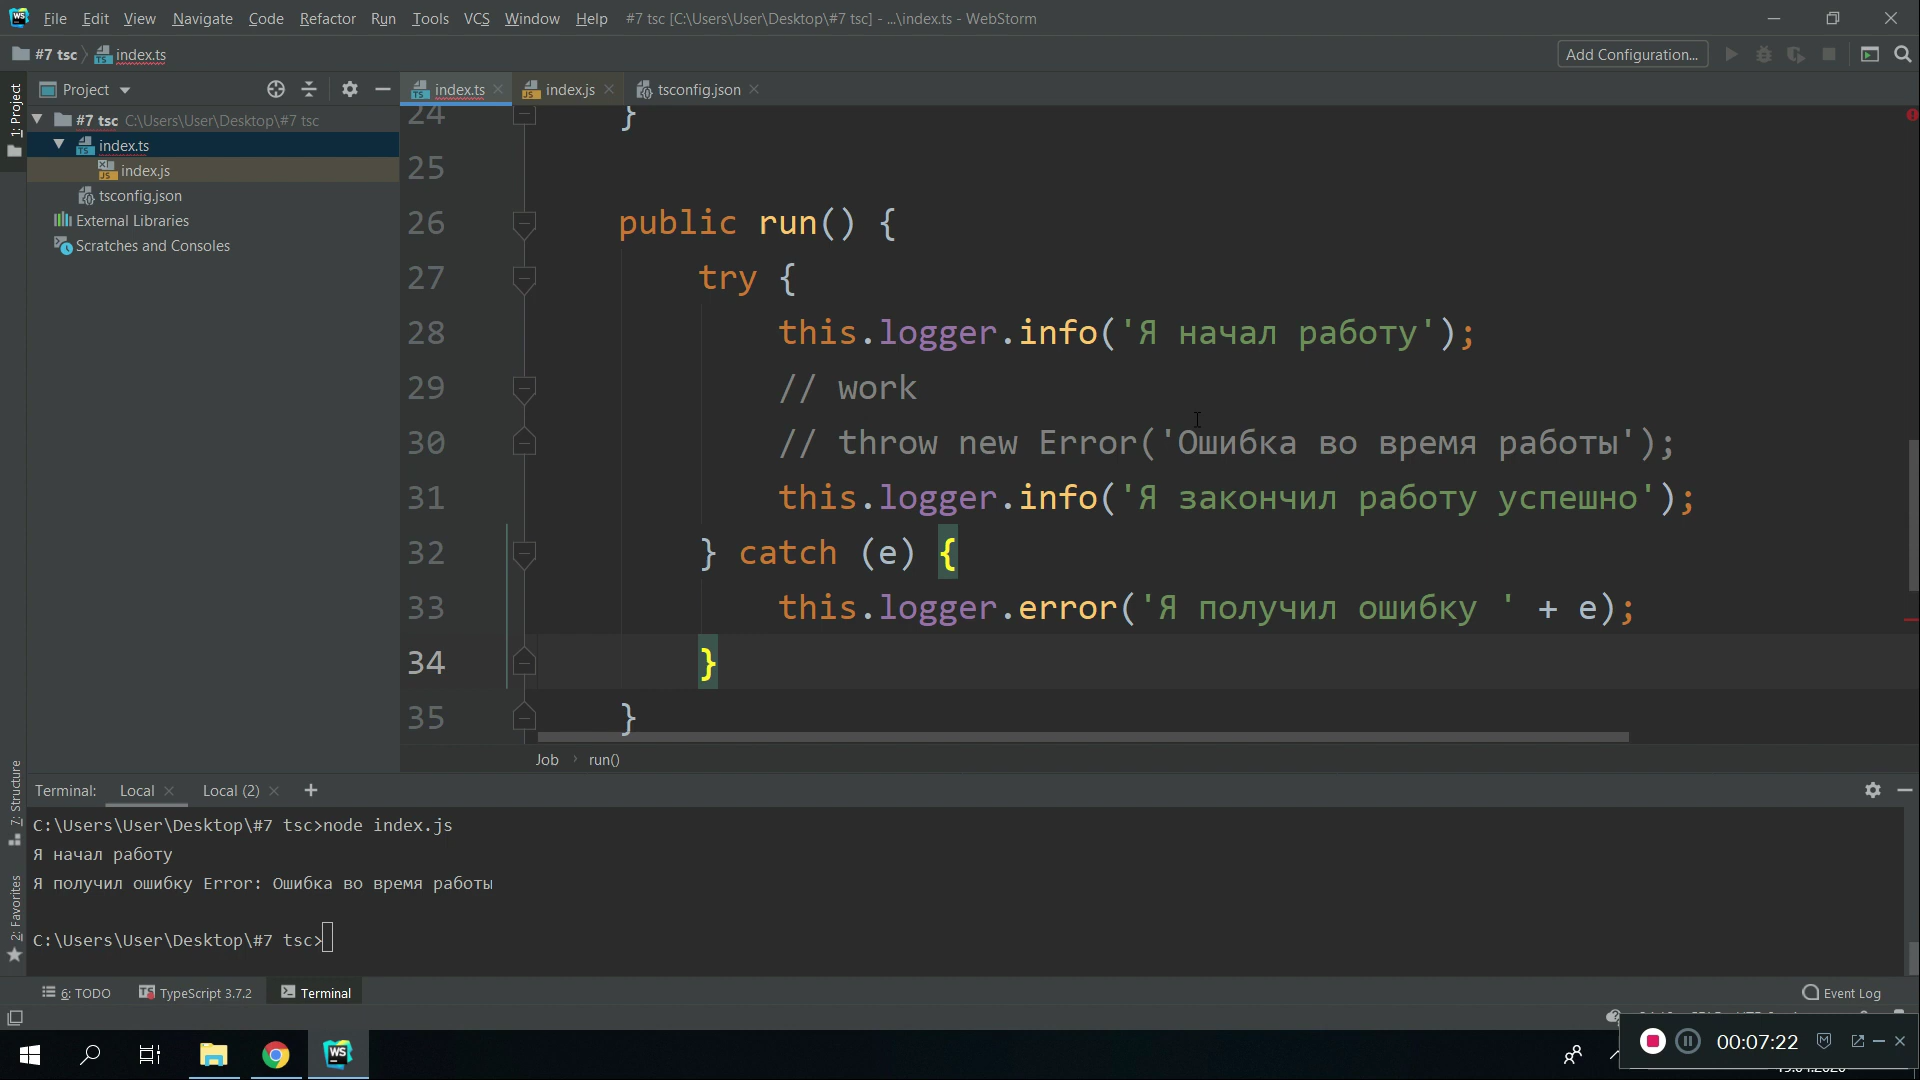 File Edit View Navigate Code Refactor Run Tools VCS Window Help #7 tsc [C:\Users\User\Desktop\#7 tsc] - ...\index.ts - WebStorm
#7 tsc index.ts Add Configuration...
Project index.ts index.js tsconfig.json
#7 tsc C:\Users\User\Desktop\#7 tsc
index.ts
index.js
tsconfig.json
External Libraries
Scratches and Consoles
1: Project
7: Structure
2: Favorites
24 }
25
26 public run() {
27 try {
28 this.logger.info('Я начал работу');
29 // work
30 // throw new Error('Ошибка во время работы');
31 this.logger.info('Я закончил работу успешно');
32 } catch (e) {
33 this.logger.error('Я получил ошибку ' + e);
34 }
35 }
Job run()
Terminal: Local Local (2) +
C:\Users\User\Desktop\#7 tsc>node index.js
Я начал работу
Я получил ошибку Error: Ошибка во время работы
C:\Users\User\Desktop\#7 tsc>
6: TODO TypeScript 3.7.2 Terminal Event Log
00:07:22